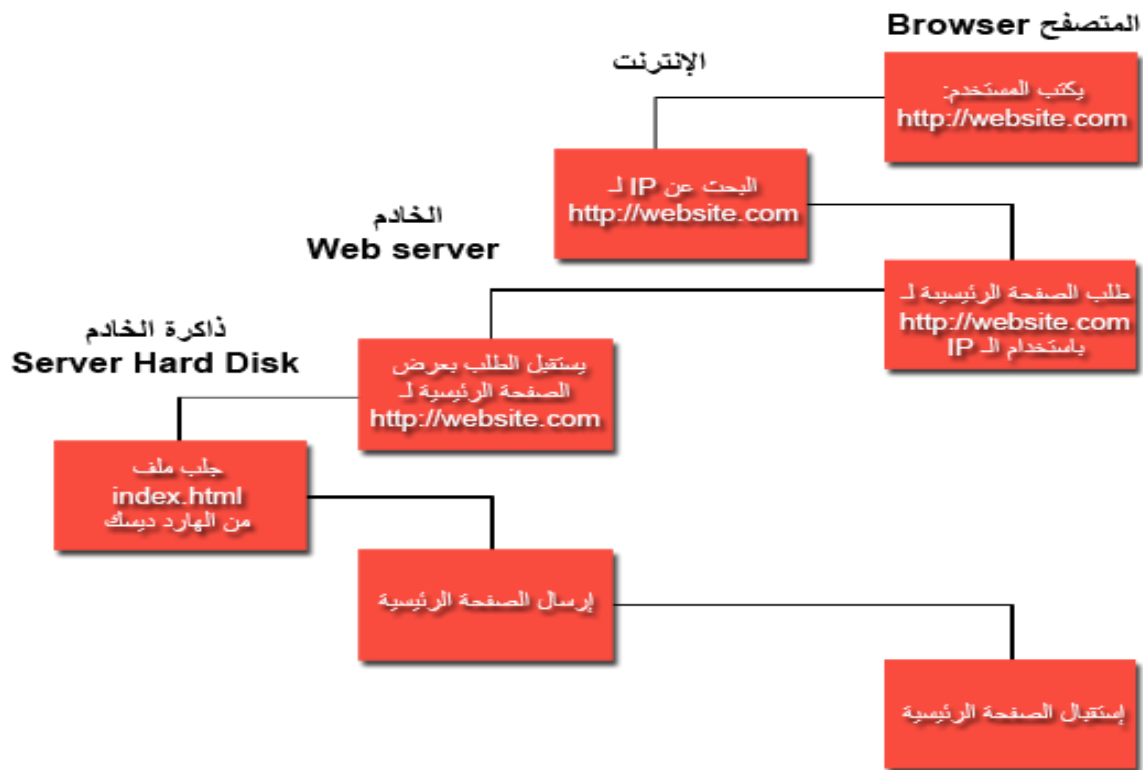 المتصفح Browser
يكتب المستخدم:
http://website.com
الإنترنت
البحث عن IP لـ
http://website.com
طلب الصفحة الرئيسية لـ
http://website.com
باستخدام الـ IP
الخادم
Web server
يستقبل الطلب بعرض
الصفحة الرئيسية لـ
http://website.com
ذاكرة الخادم
Server Hard Disk
جلب ملف
index.html
من الهارد ديسك
إرسال الصفحة الرئيسية
إستقبال الصفحة الرئيسية